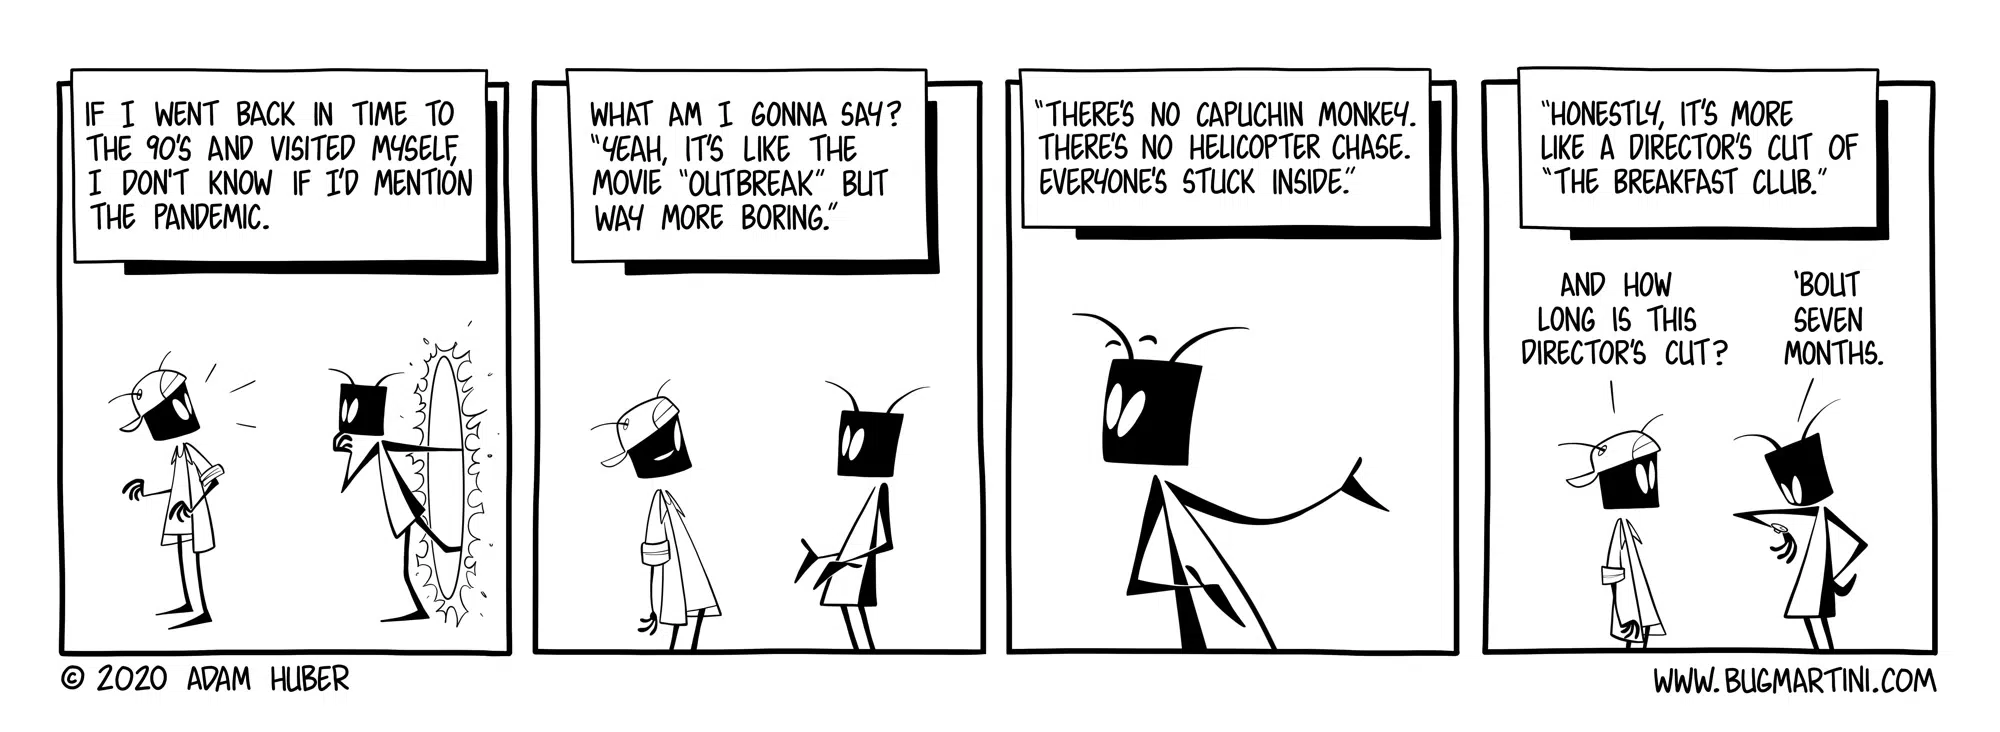 IF I WENT BACK IN TIME TO
THE 90'S AND VISITED MYSELF,
I DON'T KNOW IF I'D MENTION
THE PANDEMIC.
WHAT AM I GONNA SAY?
"YEAH, IT'S LIKE THE
MOVIE "OUTBREAK" BUT
WAY MORE BORING."
"THERE'S NO CAPUCHIN MONKEY.
THERE'S NO HELICOPTER CHASE.
EVERYONE'S STUCK INSIDE."
"HONESTLY, IT'S MORE
LIKE A DIRECTOR'S CUT OF
"THE BREAKFAST CLUB."
AND HOW
LONG IS THIS
DIRECTOR'S CUT?
'BOUT
SEVEN
MONTHS.
© 2020 ADAM HUBER
WWW.BUGMARTINI.COM